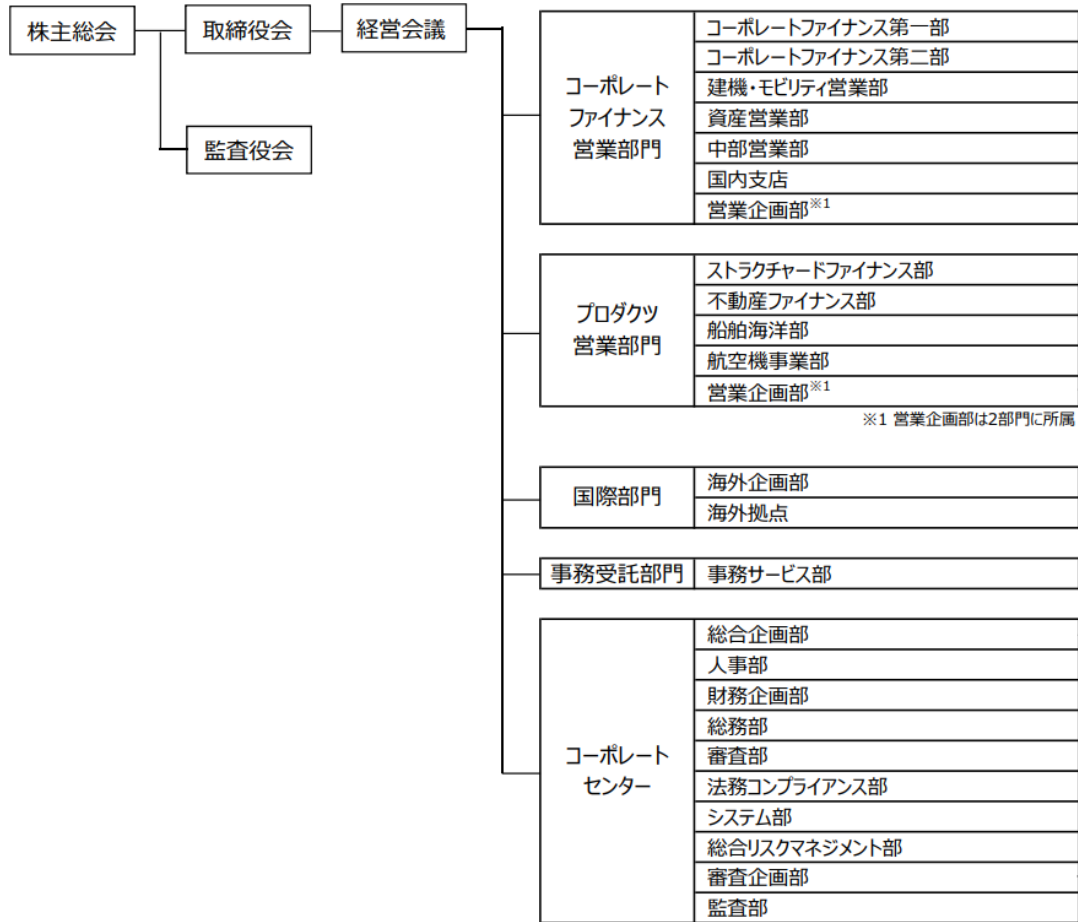 株主総会
取締役会
経営会議
監査役会
コーポレート
ファイナンス
営業部門
コーポレートファイナンス第一部
コーポレートファイナンス第二部
建機・モビリティ営業部
資産営業部
中部営業部
国内支店
営業企画部※1
プロダクツ
営業部門
ストラクチャードファイナンス部
不動産ファイナンス部
船舶海洋部
航空機事業部
営業企画部※1
※1 営業企画部は2部門に所属
国際部門
海外企画部
海外拠点
事務受託部門
事務サービス部
コーポレート
センター
総合企画部
人事部
財務企画部
総務部
審査部
法務コンプライアンス部
システム部
総合リスクマネジメント部
審査企画部
監査部